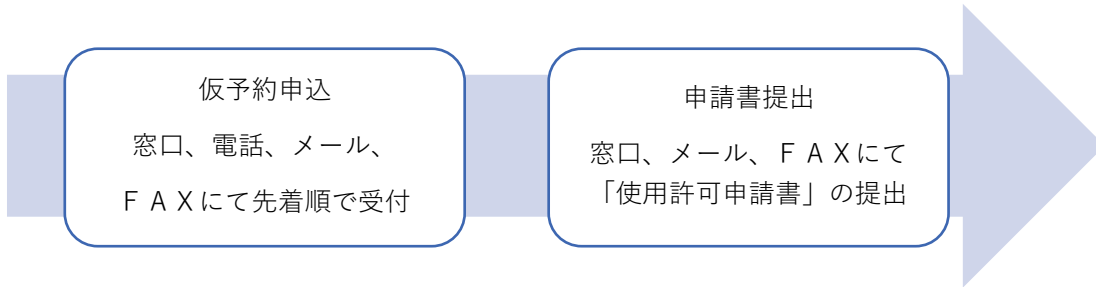 仮予約申込
窓口、電話、メール、
ＦＡＸにて先着順で受付
申請書提出
窓口、メール、ＦＡＸにて
「使用許可申請書」の提出